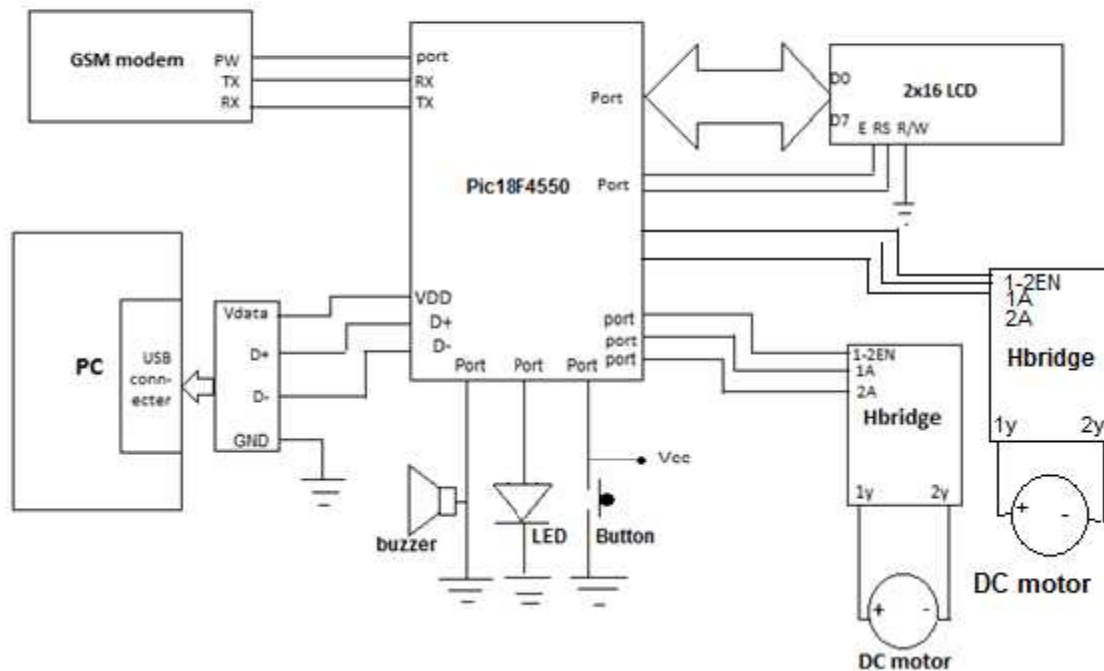 GSM modem
PW
TX
RX
port
RX
TX
Pic18F4550
Port
Port
D0
D7
2x16 LCD
E RS R/W
PC
USB
conn-
ecter
Vdata
D+
D-
GND
VDD
D+
D-
Port
Port
Port
port
port
port
1-2EN
1A
2A
Hbridge
1y
2y
+
-
DC motor
1-2EN
1A
2A
Hbridge
1y
2y
+
-
DC motor
Vcc
buzzer
LED
Button